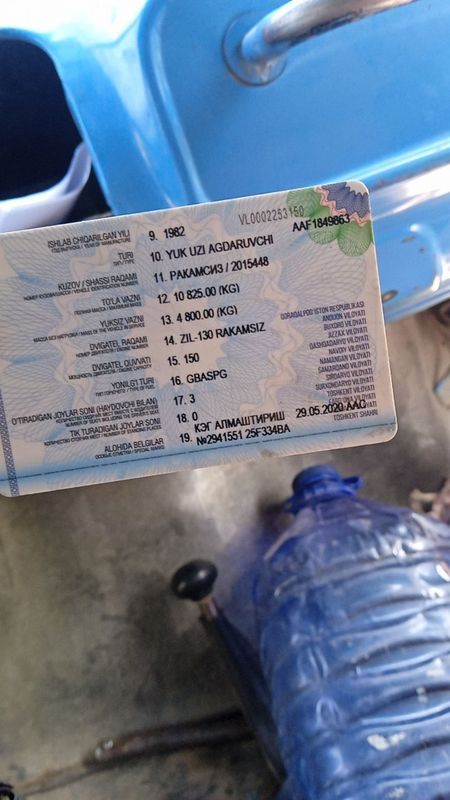 VL0002253150
AAF1849863
ISHLAB CHIQARILGAN YILI 9. 1982
TURI 10. YUK UZI AGDARUVCHI
KUZOV / SHASSI RAQAMI 11. РАКАМСИЗ / 2015448
TO'LA VAZNI 12. 10 825.00 (KG)
YUKSIZ VAZNI 13. 4 800.00 (KG)
DVIGATEL RAQAMI 14. ZIL-130 RAKAMSIZ
DVIGATEL QUVVATI 15. 150
YONILG'I TURI 16. GBASPG
O'TIRADIGAN JOYLAR SONI (HAYDOVCHI BILAN) 17. 3
TIK TURADIGAN JOYLAR SONI 18. 0
ALOHIDA BELGILAR 19. КЭГ АЛМАШТИРИШ 29.05.2020 AAG
№2941551 25F334BA
QORAQALPOG'ISTON RESPUBLIKASI
ANDIJON VILOYATI
BUXORO VILOYATI
JIZZAX VILOYATI
QASHQADARYO VILOYATI
NAVOIY VILOYATI
NAMANGAN VILOYATI
SAMARQAND VILOYATI
SIRDARYO VILOYATI
SURXONDARYO VILOYATI
TOSHKENT VILOYATI
FARG'ONA VILOYATI
TOSHKENT SHAHRI